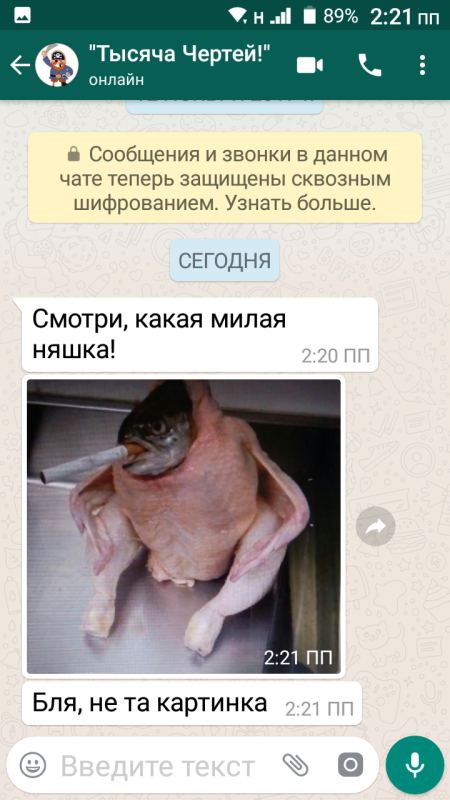 Н 89% 2:21 пп
"Тысяча Чертей!"
онлайн
Сообщения и звонки в данном
чате теперь защищены сквозным
шифрованием. Узнать больше.
СЕГОДНЯ
Смотри, какая милая
няшка!
2:20 ПП
2:21 ПП
Бля, не та картинка 2:21 ПП
Введите текст